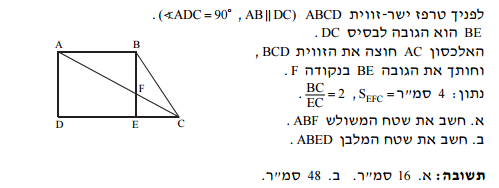 לפניך טרפז ישר-זווית ABCD (∢ADC = 90° , AB ∥ DC).
BE הוא הגובה לבסיס DC.
האלכסון AC חוצה את הזווית BCD,
וחותך את הגובה BE בנקודה F.
נתון: 4 סמ"ר = S_EFC , BC/EC = 2.
א. חשב את שטח המשולש ABF.
ב. חשב את שטח המלבן ABED.
תשובה: א. 16 סמ"ר. ב. 48 סמ"ר.
A B
F
D E C